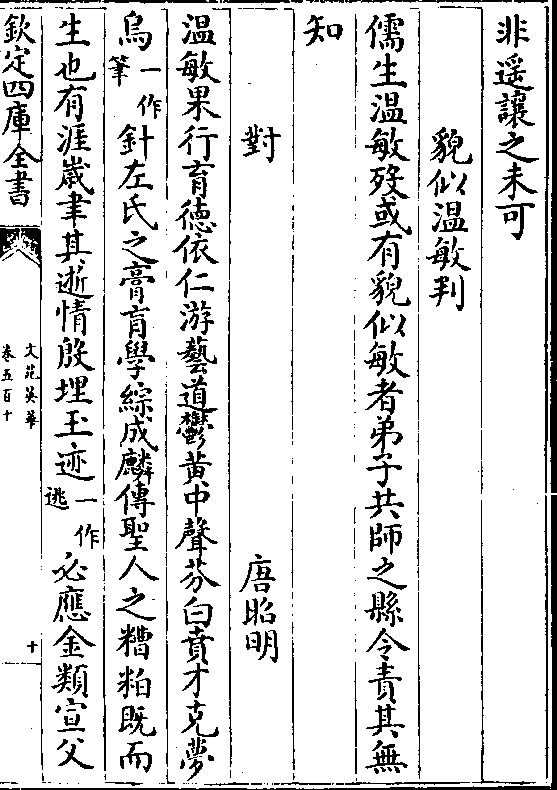 非遥讓之未可
貌似温敏判
儒生温敏殁或有貌似敏者弟子共師之縣令責其無
知
對 唐昭明
温敏果行育德依仁游藝道鬱黄中聲芬白賁才克夢
鳥一作筆針左氏之膏肓學綜成麟傳聖人之糟粕既而
生也有涯歲聿其逝情殷埋玉迹一作逃必應金類宣父
欽定四庫全書
文苑英華
卷五百十
十